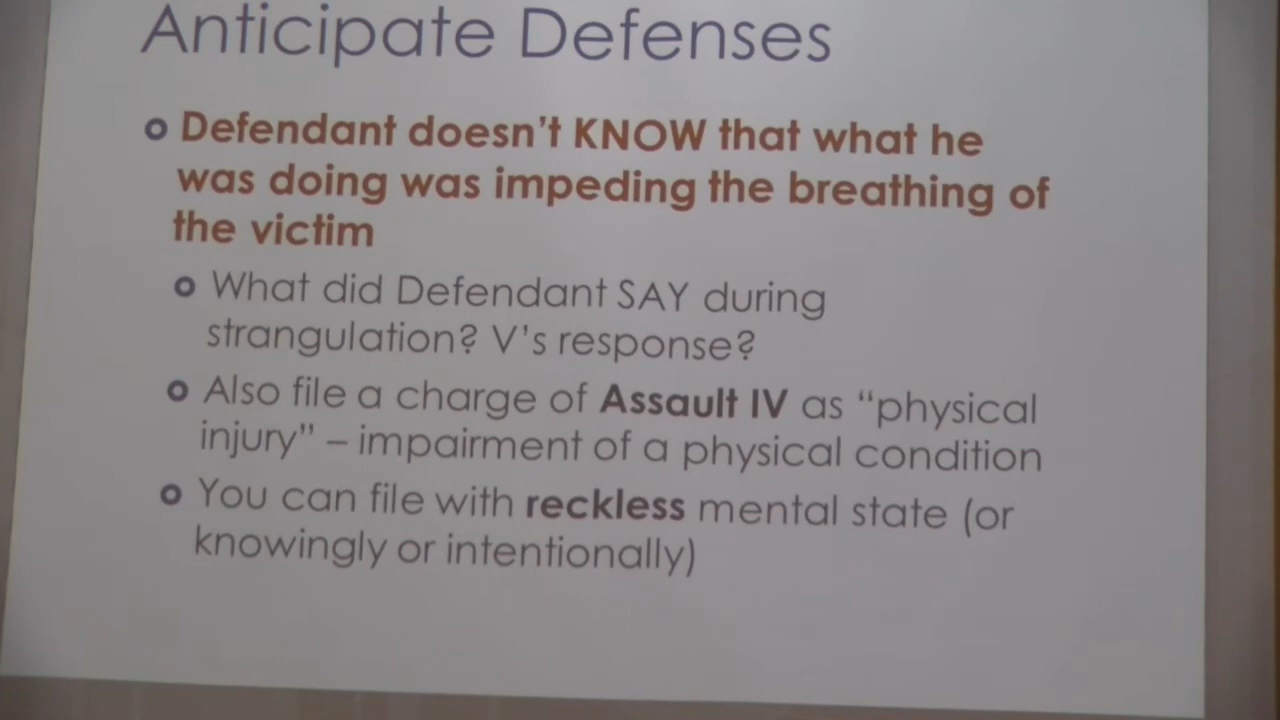 Anticipate Defenses
Defendant doesn't KNOW that what he
was doing was impeding the breathing of
the victim
What did Defendant SAY during
strangulation? V's response?
Also file a charge of Assault IV as “physical
injury” – impairment of a physical condition
You can file with reckless mental state (or
knowingly or intentionally)